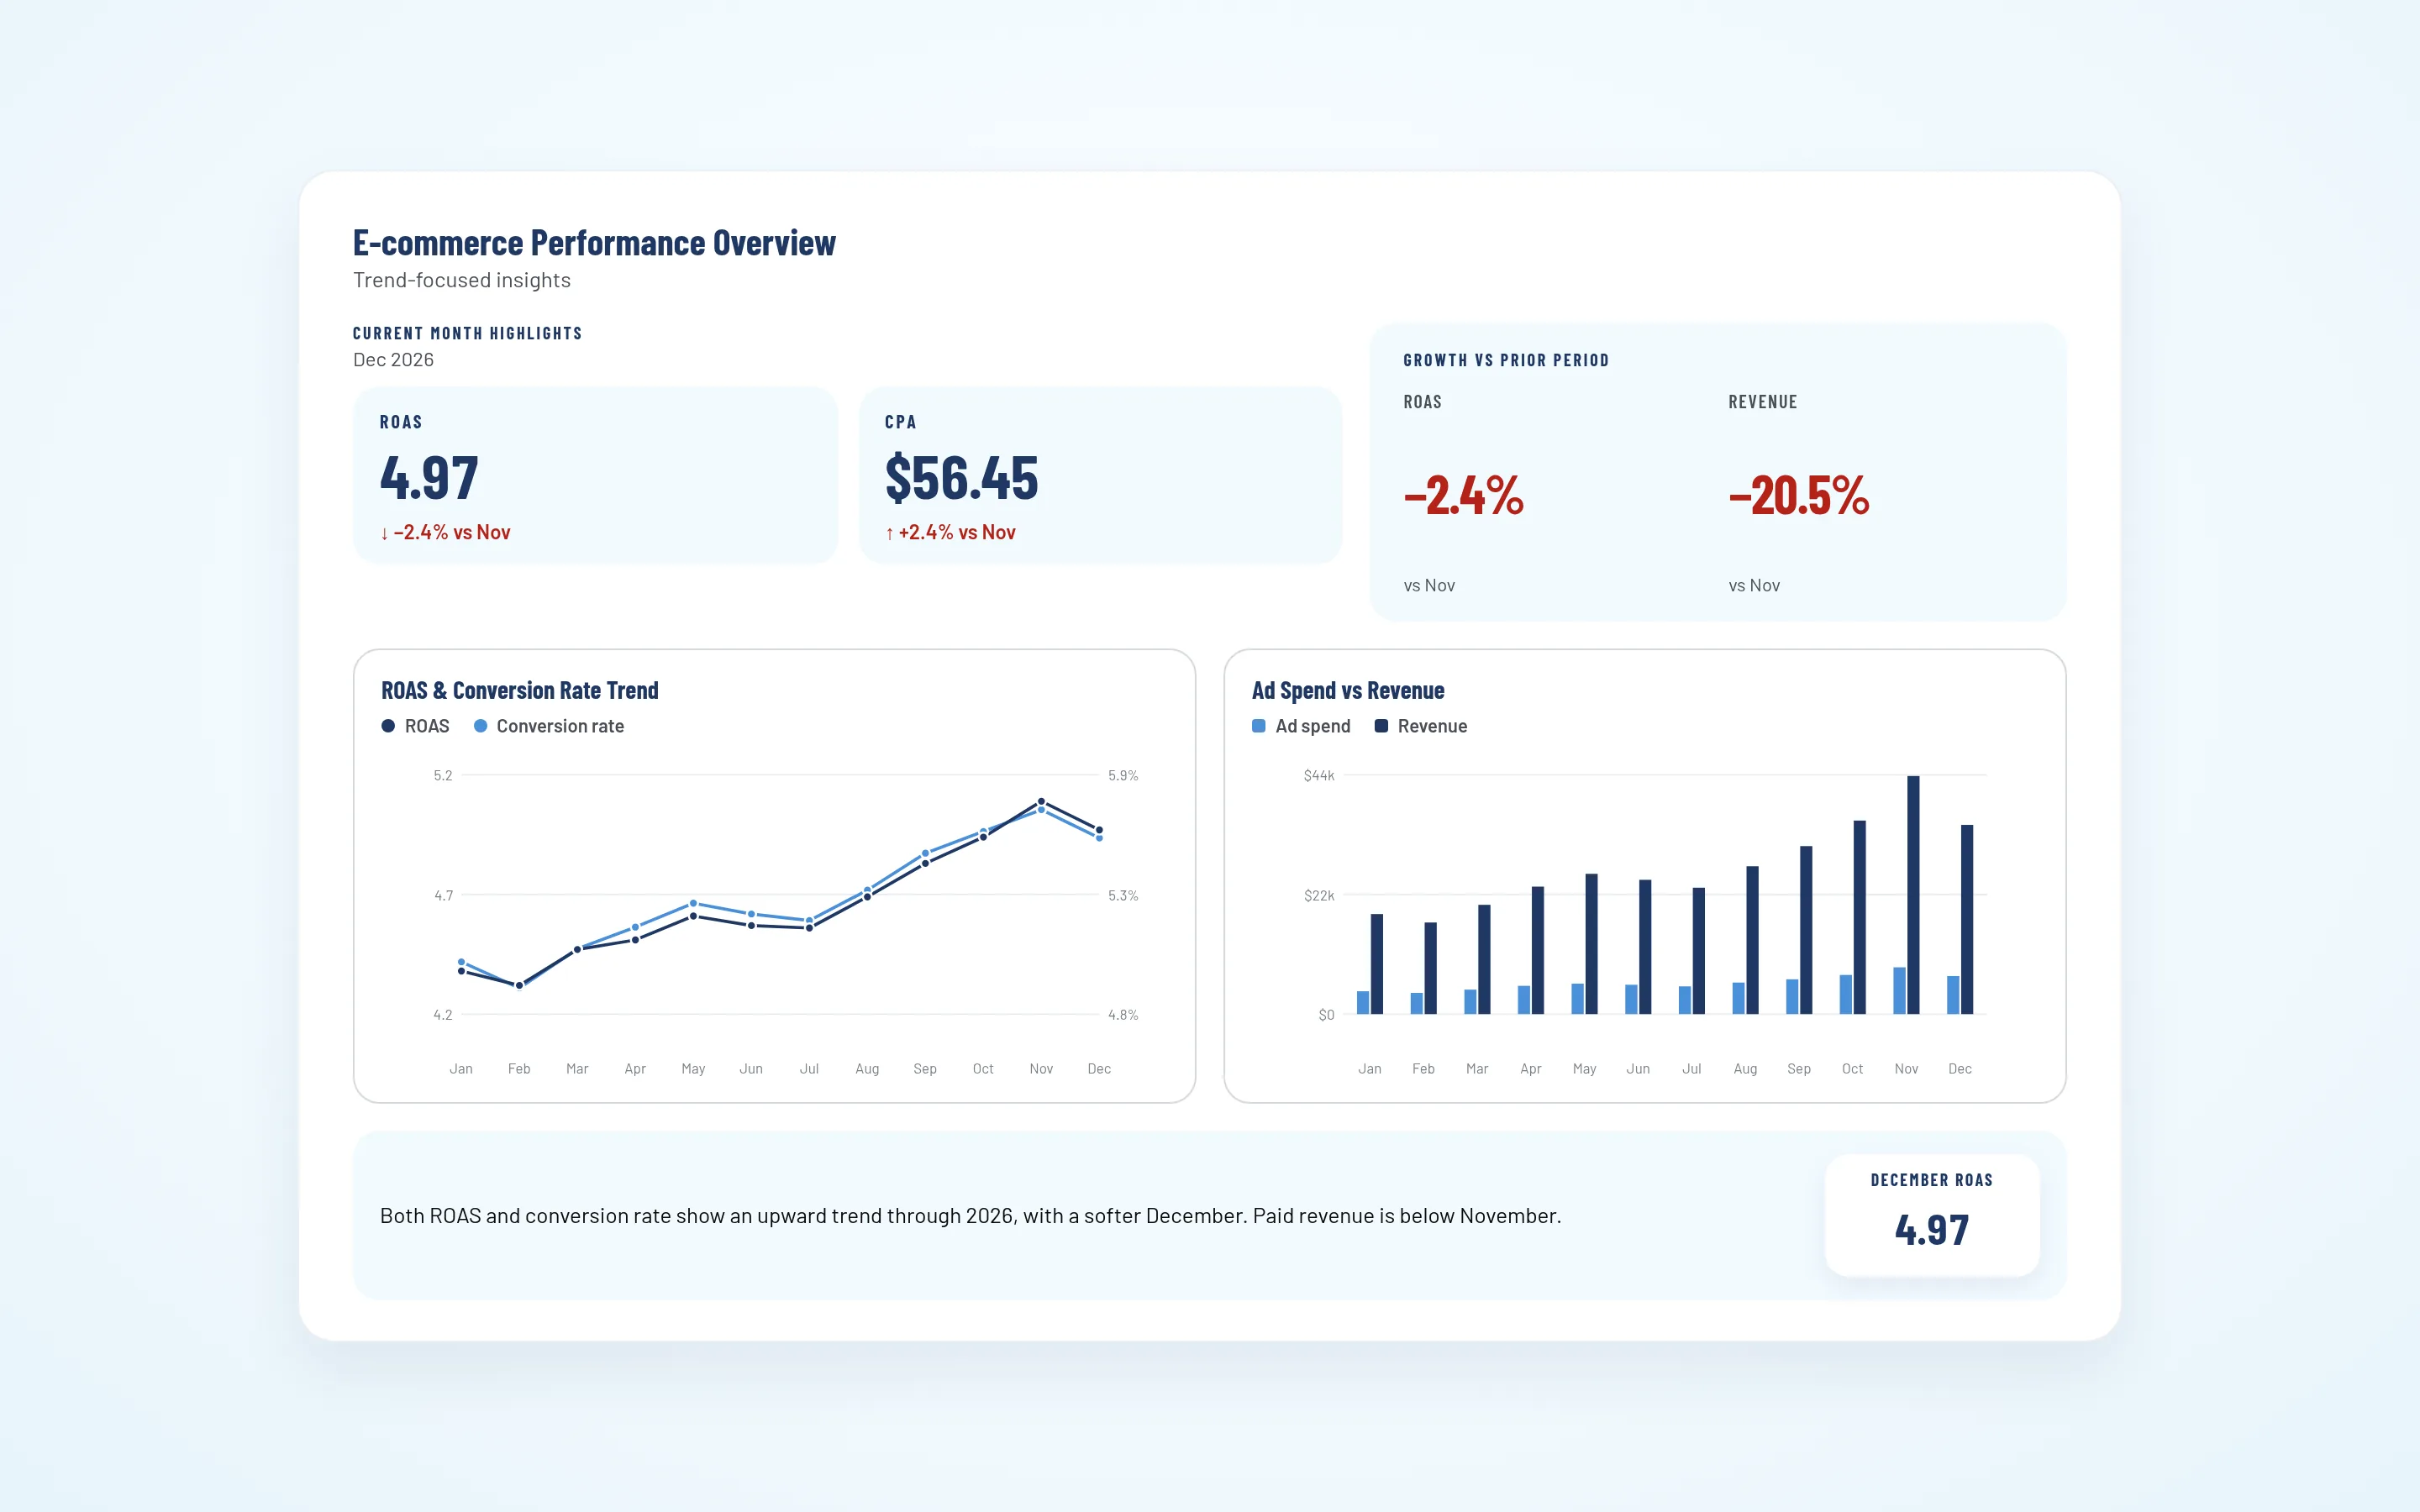 E-commerce Performance Overview
Trend-focused insights
CURRENT MONTH HIGHLIGHTS
Dec 2026
ROAS
4.97
↓ −2.4% vs Nov
CPA
$56.45
↑ +2.4% vs Nov
GROWTH VS PRIOR PERIOD
ROAS
−2.4%
vs Nov
REVENUE
−20.5%
vs Nov
ROAS & Conversion Rate Trend
ROAS Conversion rate
5.2 5.9%
4.7 5.3%
4.2 4.8%
Jan Feb Mar Apr May Jun Jul Aug Sep Oct Nov Dec
Ad Spend vs Revenue
Ad spend Revenue
$44k
$22k
$0
Jan Feb Mar Apr May Jun Jul Aug Sep Oct Nov Dec
Both ROAS and conversion rate show an upward trend through 2026, with a softer December. Paid revenue is below November.
DECEMBER ROAS
4.97